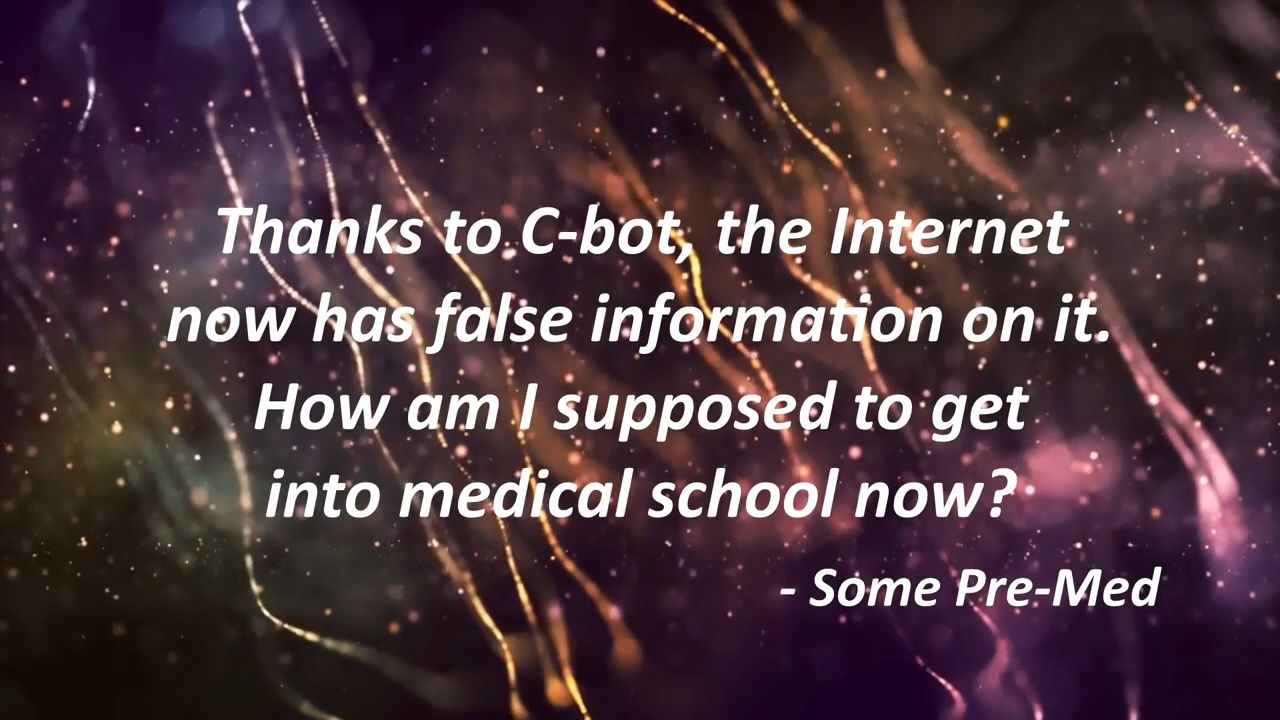 Thanks to C-bot, the Internet
now has false information on it.
How am I supposed to get
into medical school now?
- Some Pre-Med